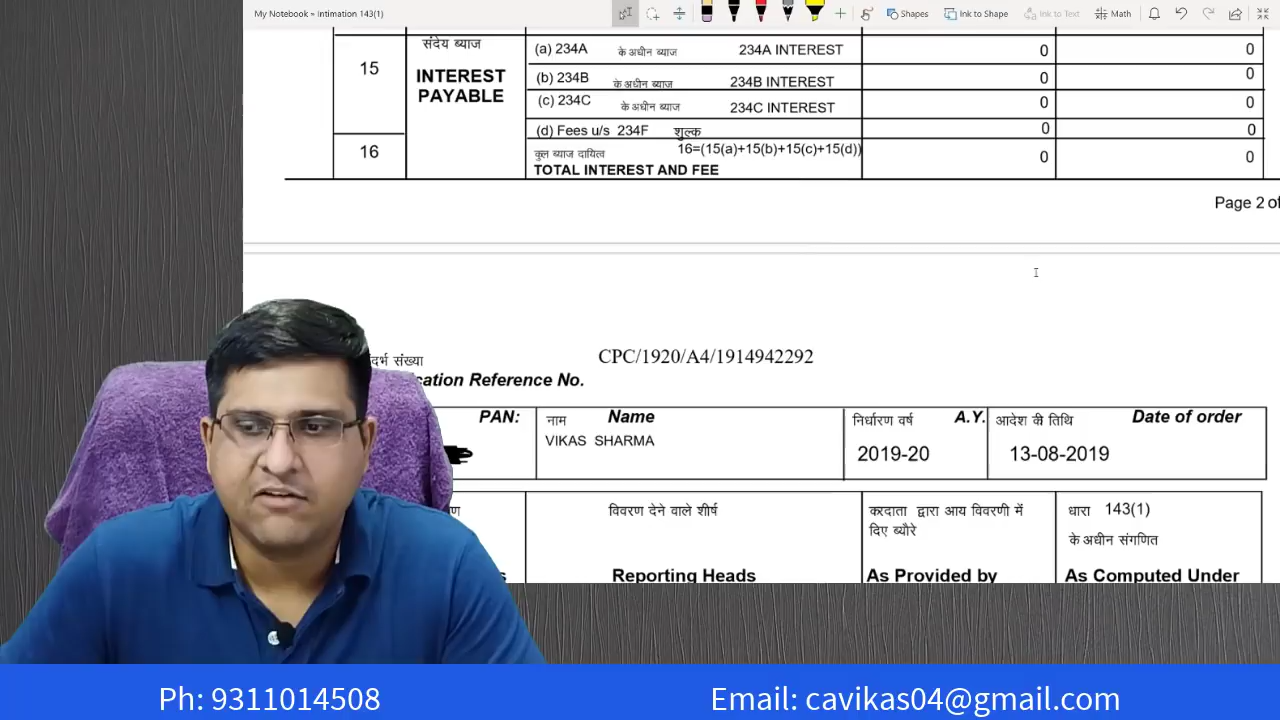 My Notebook » Intimation 143(1)
Shapes
Ink to Shape
Ink to Text
Math
15
संदेय ब्याज
INTEREST
PAYABLE
(a) 234A के अधीन ब्याज 234A INTEREST 0 0
(b) 234B के अधीन ब्याज 234B INTEREST 0 0
(c) 234C के अधीन ब्याज 234C INTEREST 0 0
(d) Fees u/s 234F शुल्क 0 0
16
कुल ब्याज दायित्व 16=(15(a)+15(b)+15(c)+15(d)) 0 0
TOTAL INTEREST AND FEE
Page 2 of
संख्या CPC/1920/A4/1914942292
Reference No.
PAN: नाम Name निर्धारण वर्ष A.Y. आदेश की तिथि Date of order
VIKAS SHARMA 2019-20 13-08-2019
विवरण देने वाले शीर्ष
करदाता द्वारा आय विवरणी में
दिए ब्यौरे
धारा 143(1)
के अधीन संगणित
Reporting Heads As Provided by As Computed Under
Ph: 9311014508 Email: cavikas04@gmail.com